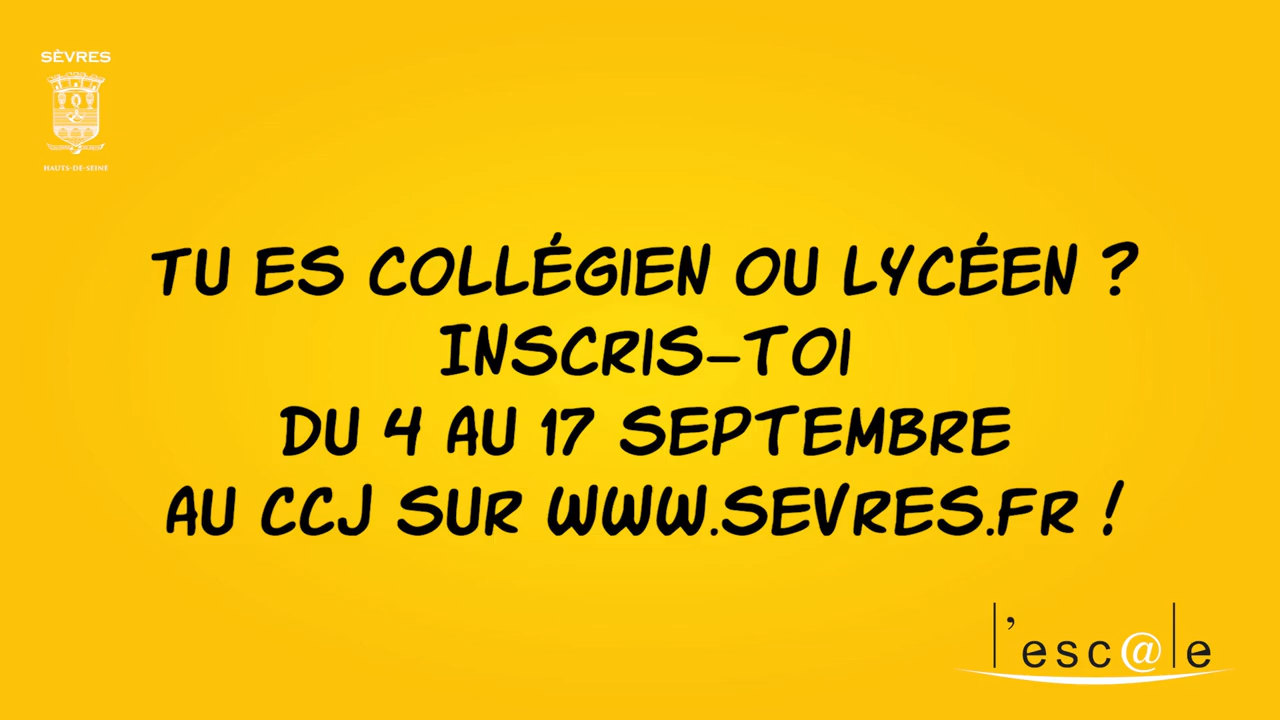 SÈVRES
HAUTS-DE-SEINE
TU ES COLLÉGIEN OU LYCÉEN ?
INSCRIS-TOI
DU 4 AU 17 SEPTEMBRE
AU CCJ SUR WWW.SEVRES.FR !
l'esc@le